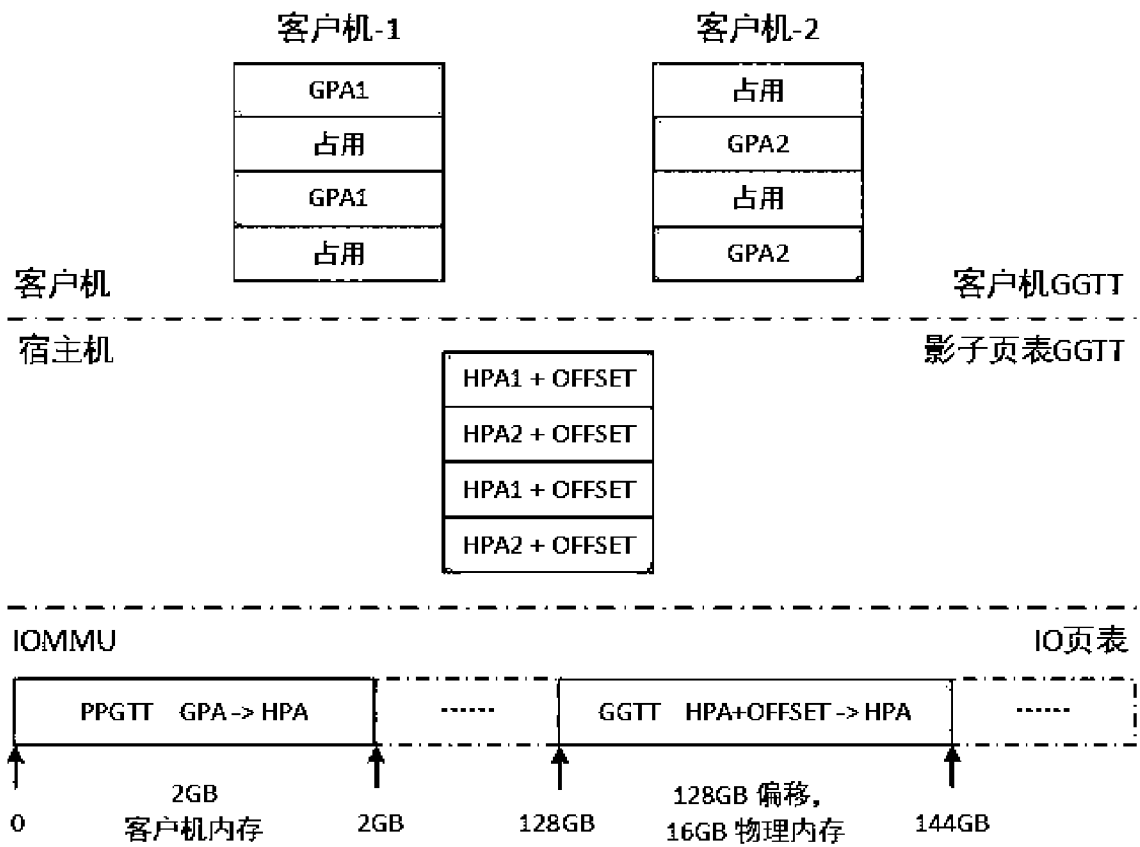 客户机-1
客户机-2
GPA1
占用
GPA1
占用
占用
GPA2
占用
GPA2
客户机
客户机GGTT
宿主机
影子页表GGTT
HPA1 + OFFSET
HPA2 + OFFSET
HPA1 + OFFSET
HPA2 + OFFSET
IOMMU
IO页表
PPGTT GPA -> HPA
......
GGTT HPA+OFFSET -> HPA
......
0
2GB
客户机内存
2GB
128GB
128GB 偏移，
16GB 物理内存
144GB